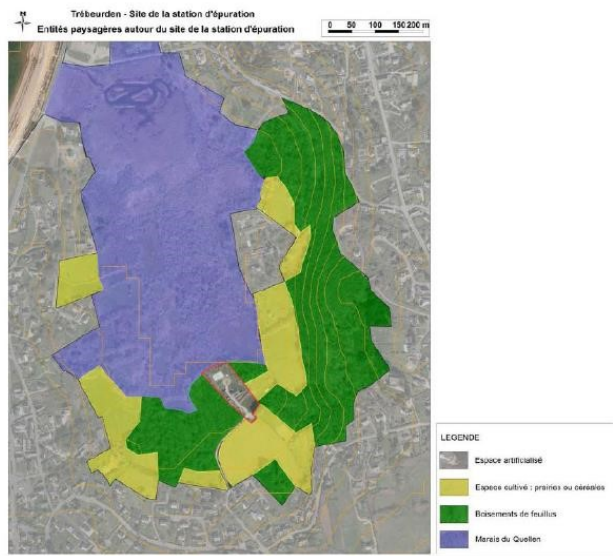 Trébeurden - Site de la station d'épuration
Entités paysagères autour du site de la station d'épuration
N
0 50 100 150 200 m
LEGENDE
Espace artificialisé
Espace cultivé : prairies ou céréales
Boisements de feuillus
Marais du Quellen